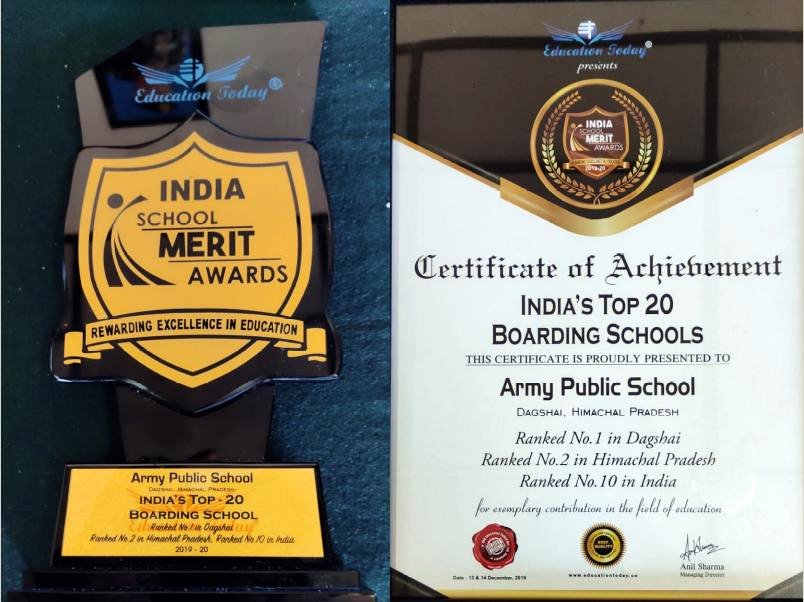 Education Today®
INDIA
SCHOOL
MERIT
AWARDS
REWARDING EXCELLENCE IN EDUCATION
Army Public School
DAGSHAI, HIMACHAL PRADESH
INDIA'S TOP - 20
BOARDING SCHOOL
Ranked No.1 in Dagshai
Ranked No.2 in Himachal Pradesh, Ranked No.10 in India
2019 - 20
Education Today®
presents
INDIA
SCHOOL
MERIT
AWARDS
2019-20
Certificate of Achievement
INDIA'S TOP 20
BOARDING SCHOOLS
THIS CERTIFICATE IS PROUDLY PRESENTED TO
Army Public School
DAGSHAI, HIMACHAL PRADESH
Ranked No.1 in Dagshai
Ranked No.2 in Himachal Pradesh
Ranked No.10 in India
for exemplary contribution in the field of education
Anil Sharma
Managing Director
Date : 13 & 14 December, 2019
www.educationtoday.co